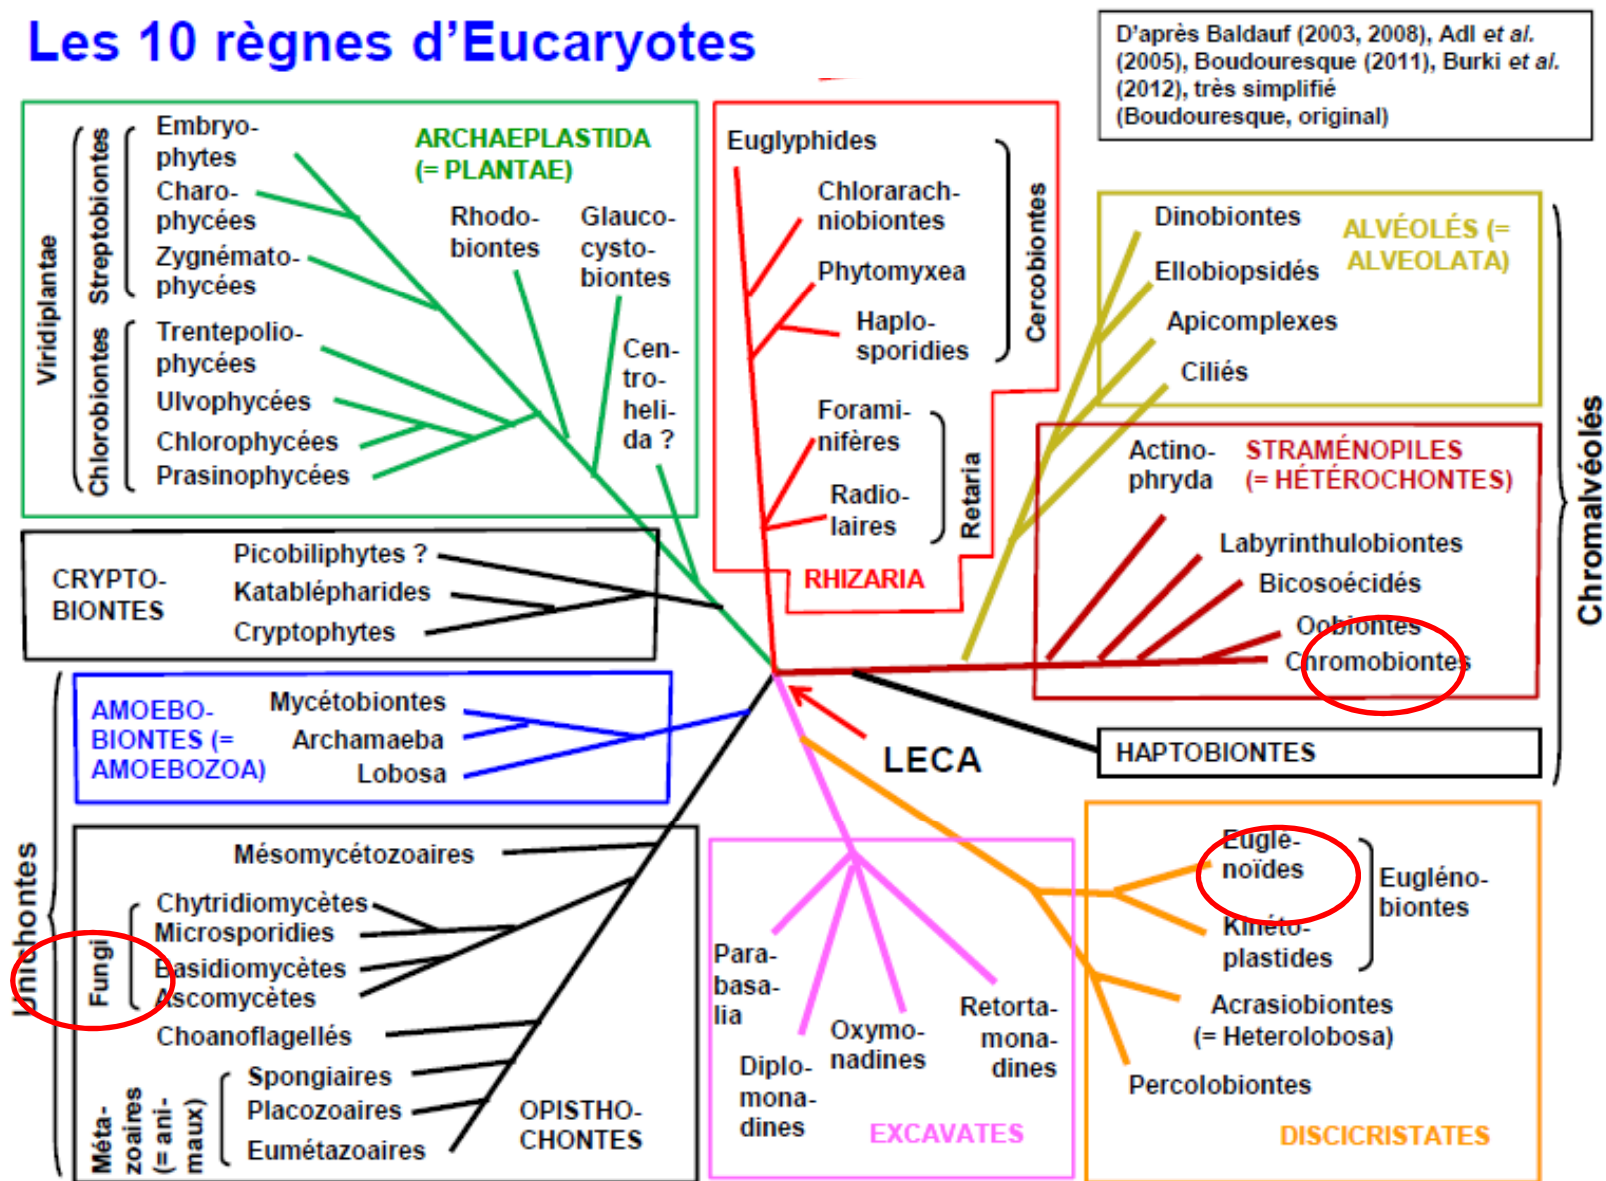 Les 10 règnes d'Eucaryotes
D'après Baldauf (2003, 2008), Adl et al.
(2005), Boudouresque (2011), Burki et al.
(2012), très simplifié
(Boudouresque, original)
Viridiplantae
Streptobiontes
Chlorobiontes
Embryo-
phytes
Charo-
phycées
Zygnémato-
phycées
Trentepolio-
phycées
Ulvophycées
Chlorophycées
Prasinophycées
ARCHAEPLASTIDA
(= PLANTAE)
Rhodo-
biontes
Glauco-
cysto-
biontes
Cen-
tro-
heli-
da ?
Euglyphides
Chlorarach-
niobiontes
Phytomyxea
Haplo-
sporidies
Cercobiontes
Forami-
nifères
Radio-
laires
Retaria
RHIZARIA
Dinobiontes
Ellobiopsidés
Apicomplexes
Ciliés
ALVÉOLÉS (=
ALVEOLATA)
Actino-
phryda
STRAMÉNOPILES
(= HÉTÉROCHONTES)
Labyrinthulobiontes
Bicosoécidés
Oobiontes
Chromobiontes
HAPTOBIONTES
Chromalvéolés
CRYPTO-
BIONTES
Picobiliphytes ?
Katablépharides
Cryptophytes
AMOEBO-
BIONTES (=
AMOEBOZOA)
Mycétobiontes
Archamaeba
Lobosa
LECA
Unichontes
Mésomycétozoaires
Fungi
Chytridiomycètes
Microsporidies
Basidiomycètes
Ascomycètes
Choanoflagellés
Méta-
zoaires
(= ani-
maux)
Spongiaires
Placozoaires
Eumétazoaires
OPISTHO-
CHONTES
Para-
basa-
lia
Diplo-
mona-
dines
Oxymo-
nadines
Retorta-
mona-
dines
EXCAVATES
Euglé-
noïdes
Kinéto-
plastides
Eugléno-
biontes
Acrasiobiontes
(= Heterolobosa)
Percolobiontes
DISCICRISTATES